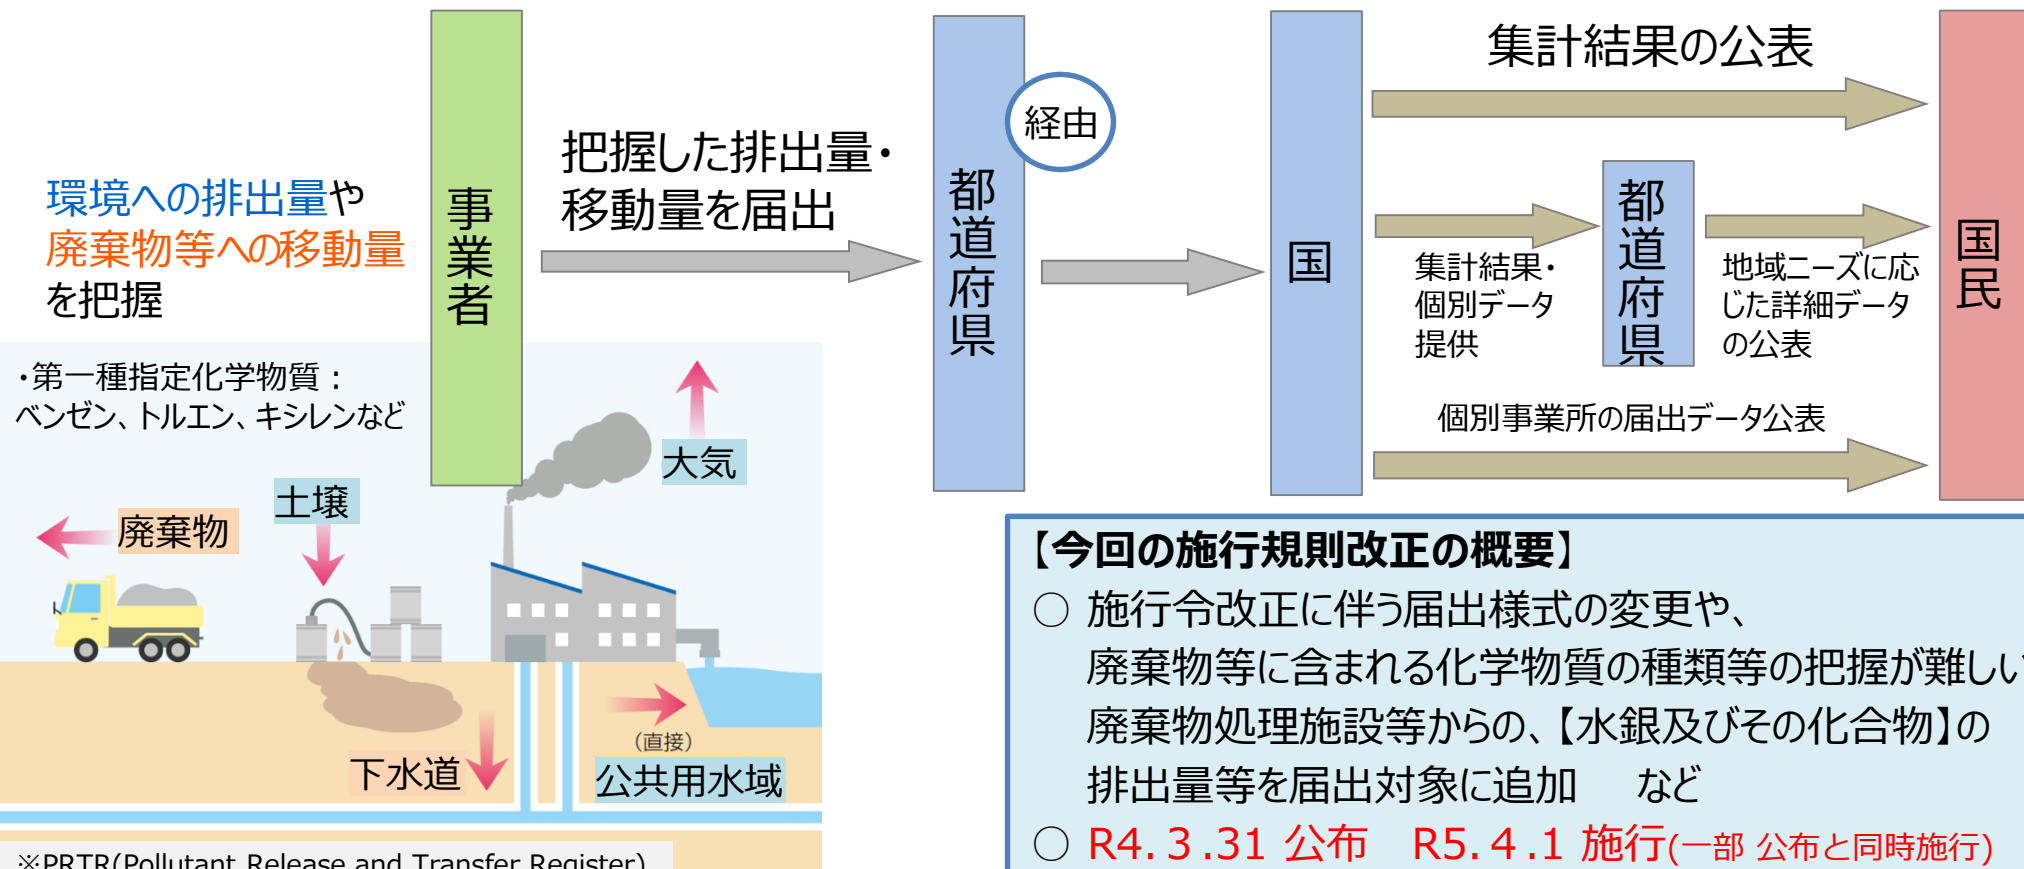 環境への排出量や
廃棄物等への移動量
を把握
事業者
把握した排出量・
移動量を届出
都道府県
経由
国
集計結果の公表
集計結果・
個別データ
提供
都道府県
地域ニーズに応
じた詳細データ
の公表
個別事業所の届出データ公表
国民
・第一種指定化学物質：
ベンゼン、トルエン、キシレンなど
大気
土壌
廃棄物
（直接）
下水道
公共用水域
※PRTR(Pollutant Release and Transfer Register)
【今回の施行規則改正の概要】
○ 施行令改正に伴う届出様式の変更や、
廃棄物等に含まれる化学物質の種類等の把握が難しい
廃棄物処理施設等からの、【水銀及びその化合物】の
排出量等を届出対象に追加　など
○ R4.３.31 公布　R5.４.1 施行(一部 公布と同時施行)